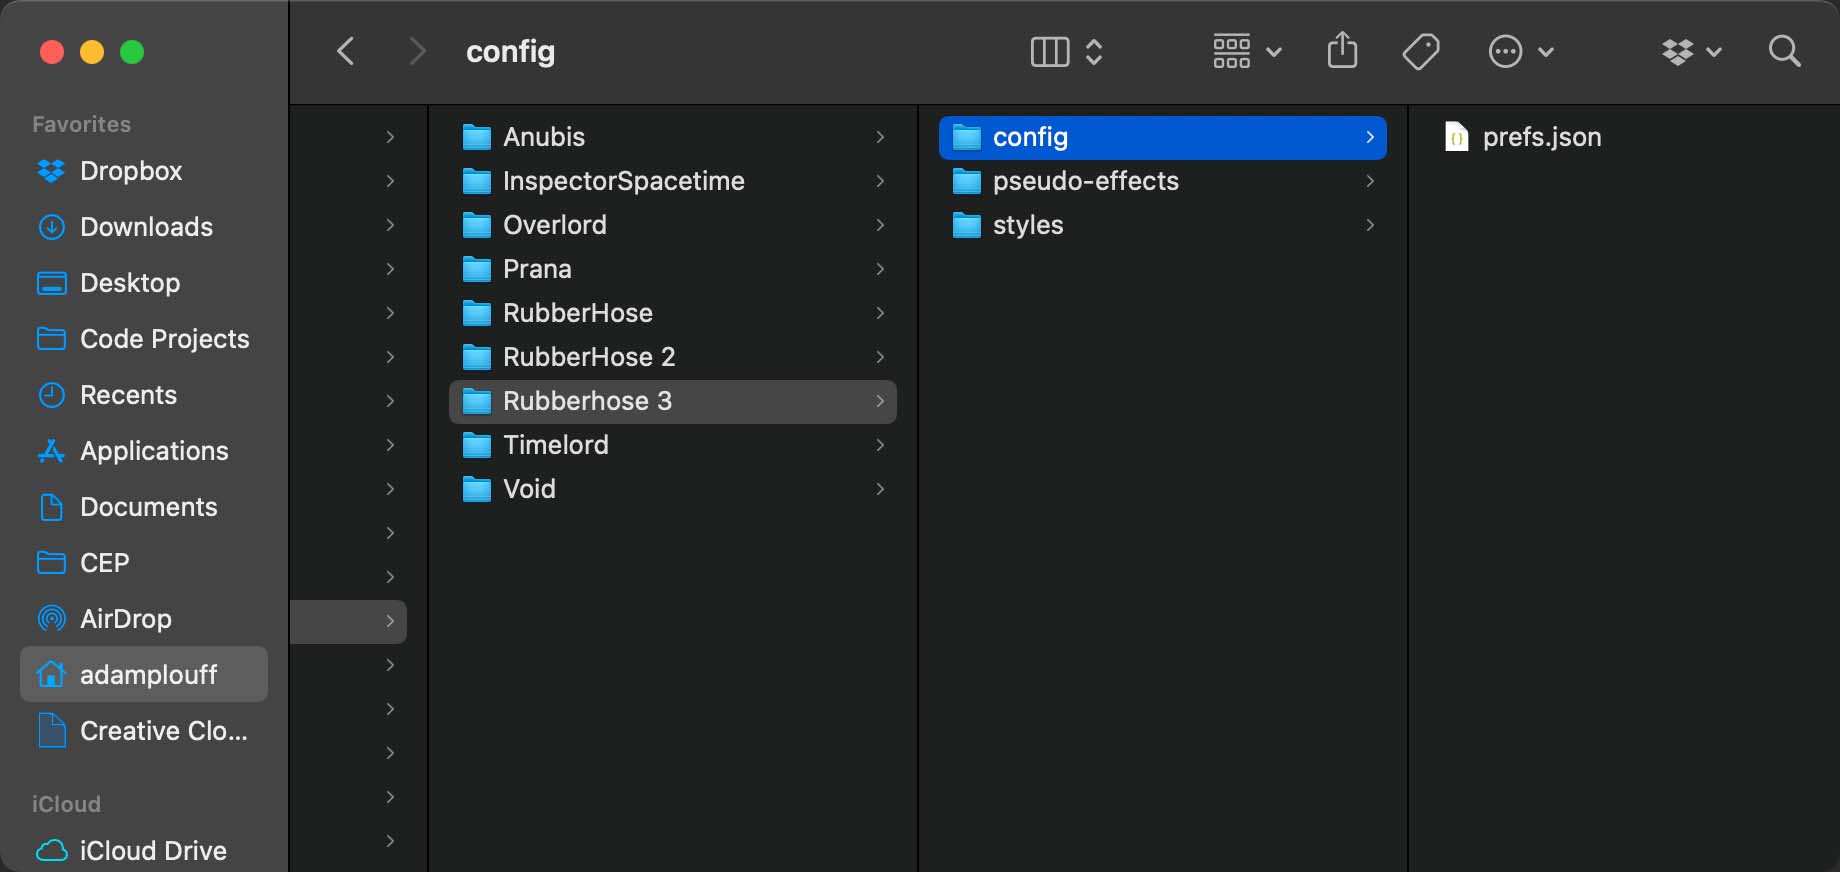 config
Favorites
Dropbox
Downloads
Desktop
Code Projects
Recents
Applications
Documents
CEP
AirDrop
adamplouff
Creative Clo...
iCloud
iCloud Drive
Anubis
InspectorSpacetime
Overlord
Prana
RubberHose
RubberHose 2
Rubberhose 3
Timelord
Void
config
pseudo-effects
styles
prefs.json